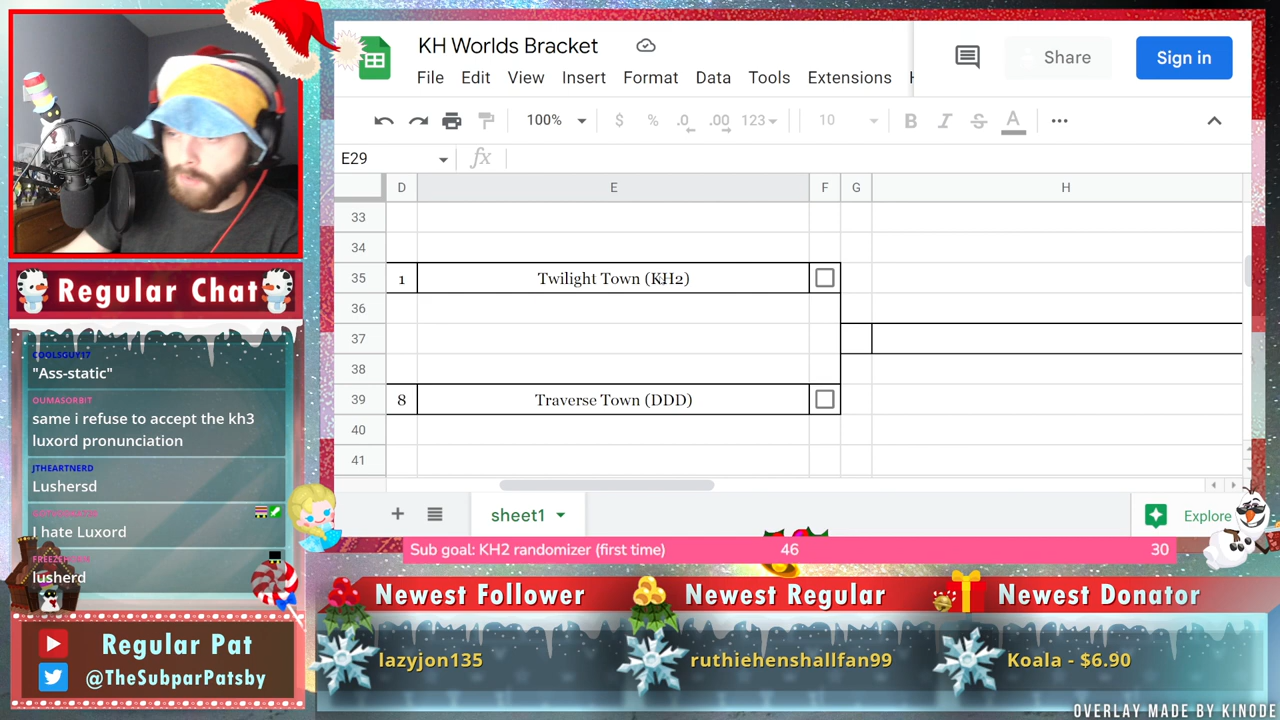 KH Worlds Bracket
File Edit View Insert Format Data Tools Extensions
Share
Sign in
100%
$ % .0 .00 123
10
B I S A
E29
fx
D E F G H
33
34
35 1 Twilight Town (KH2)
36
37
38
39 8 Traverse Town (DDD)
40
41
sheet1
Explore
Regular Chat
COOLSGUY17
"Ass-static"
OUMASORBIT
same i refuse to accept the kh3
luxord pronunciation
JTHEARTNERD
Lushersd
I hate Luxord
lusherd
Regular Pat
@TheSubparPatsby
Sub goal: KH2 randomizer (first time) 46 30
Newest Follower Newest Regular Newest Donator
lazyjon135 ruthiehenshallfan99 Koala - $6.90
OVERLAY MADE BY KINODE